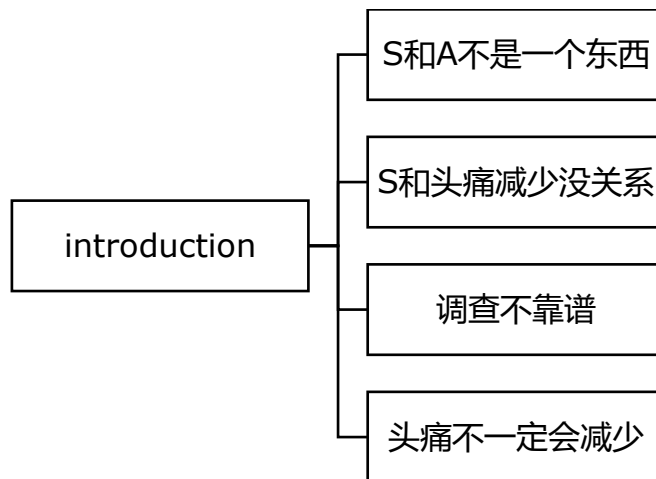 S和A不是一个东西
S和头痛减少没关系
introduction
调查不靠谱
头痛不一定会减少